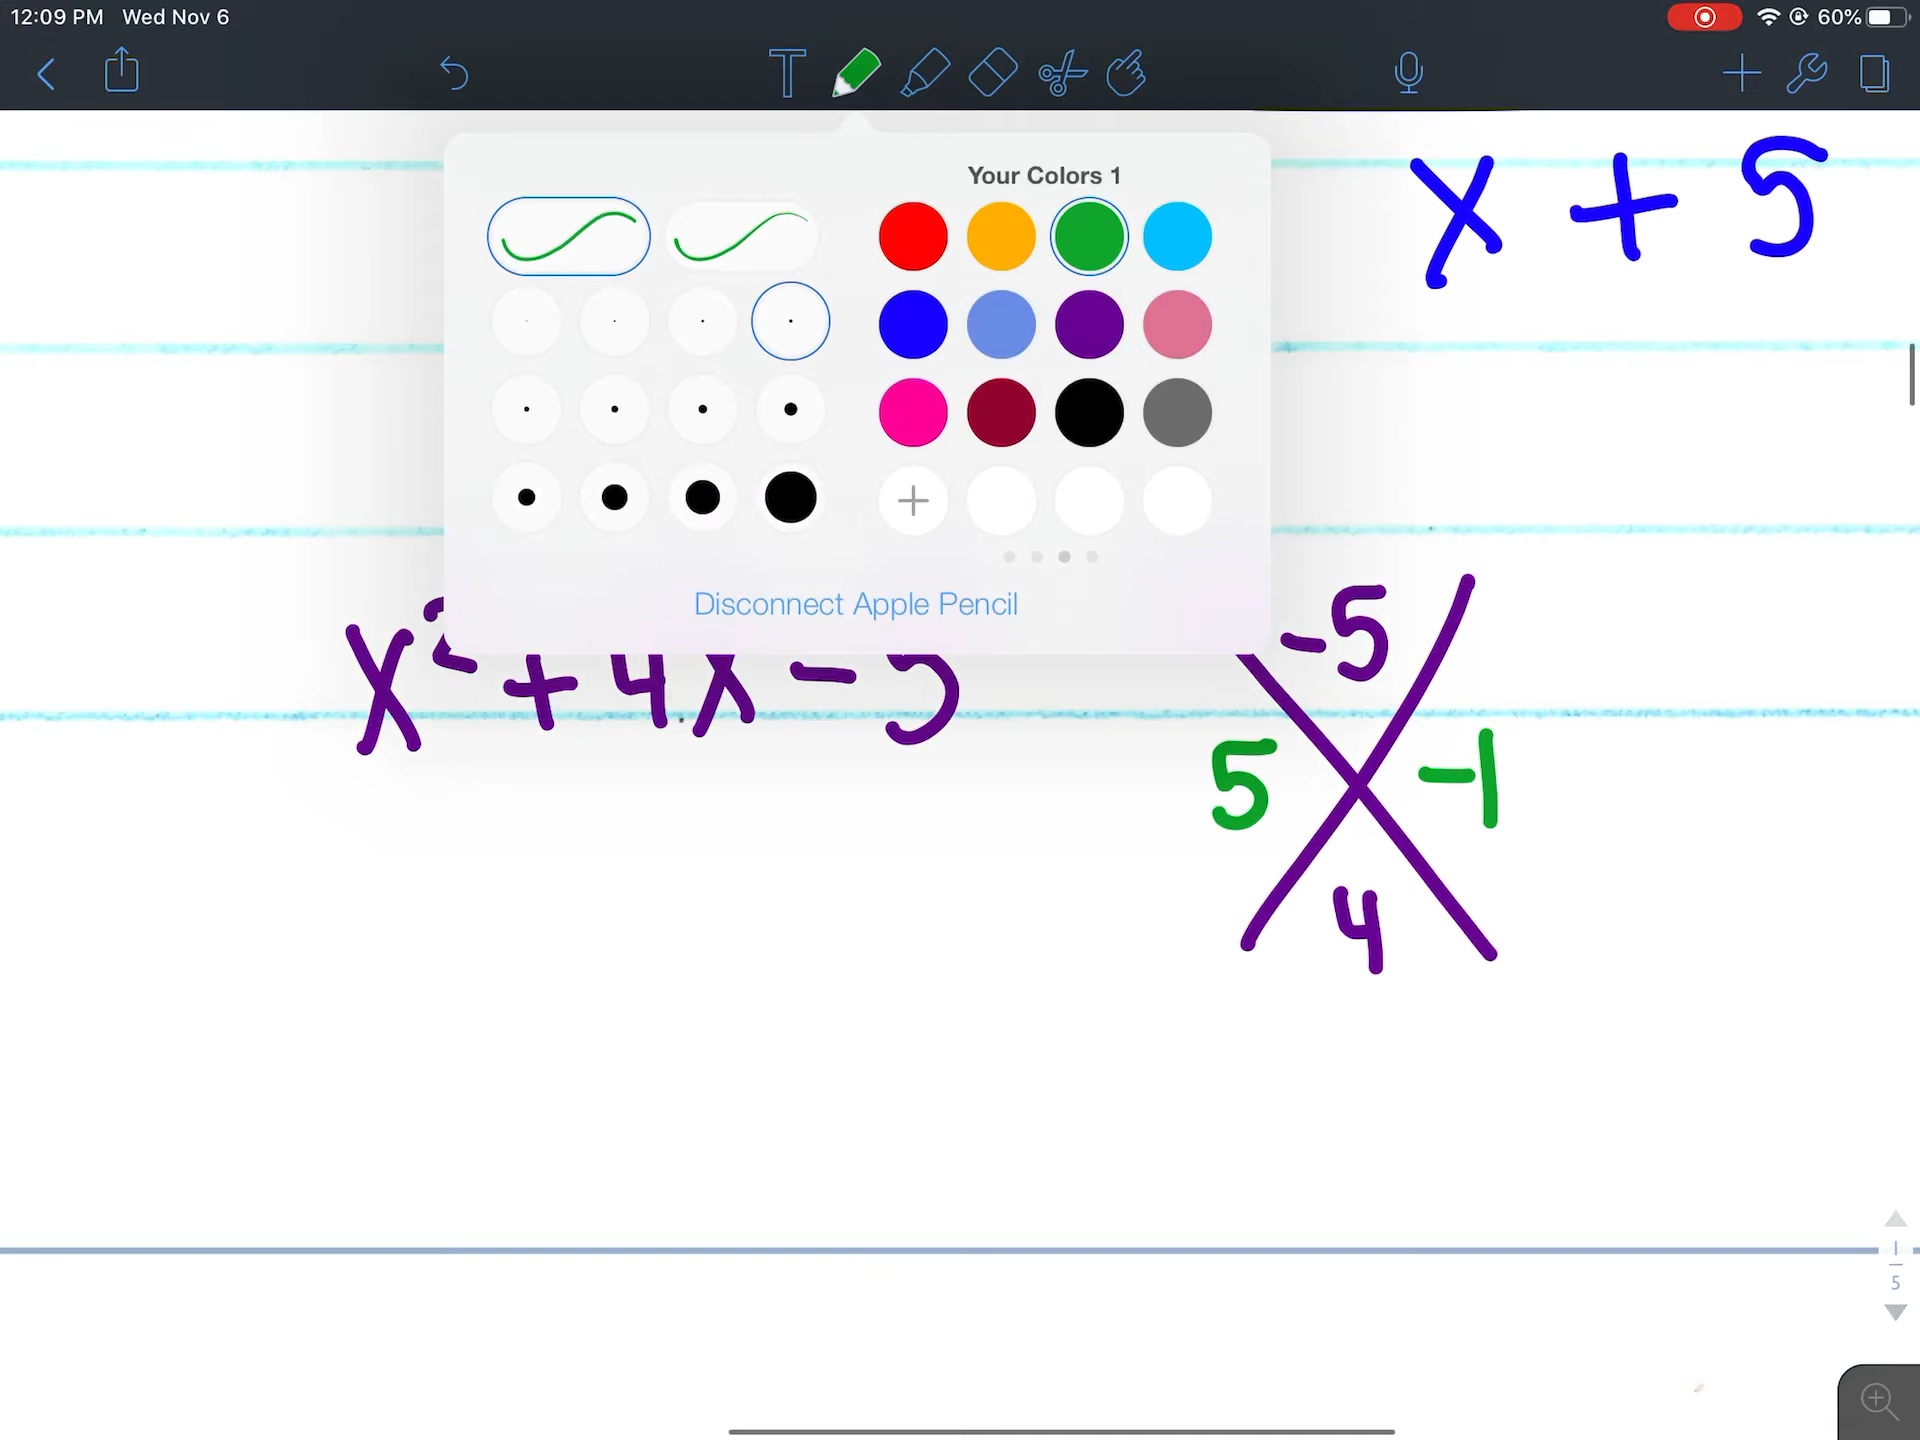 12:09 PM Wed Nov 6 60%
T
Your Colors 1
x + 5
Disconnect Apple Pencil
x² + 4x - 5
-5
5 -1
4
1
5